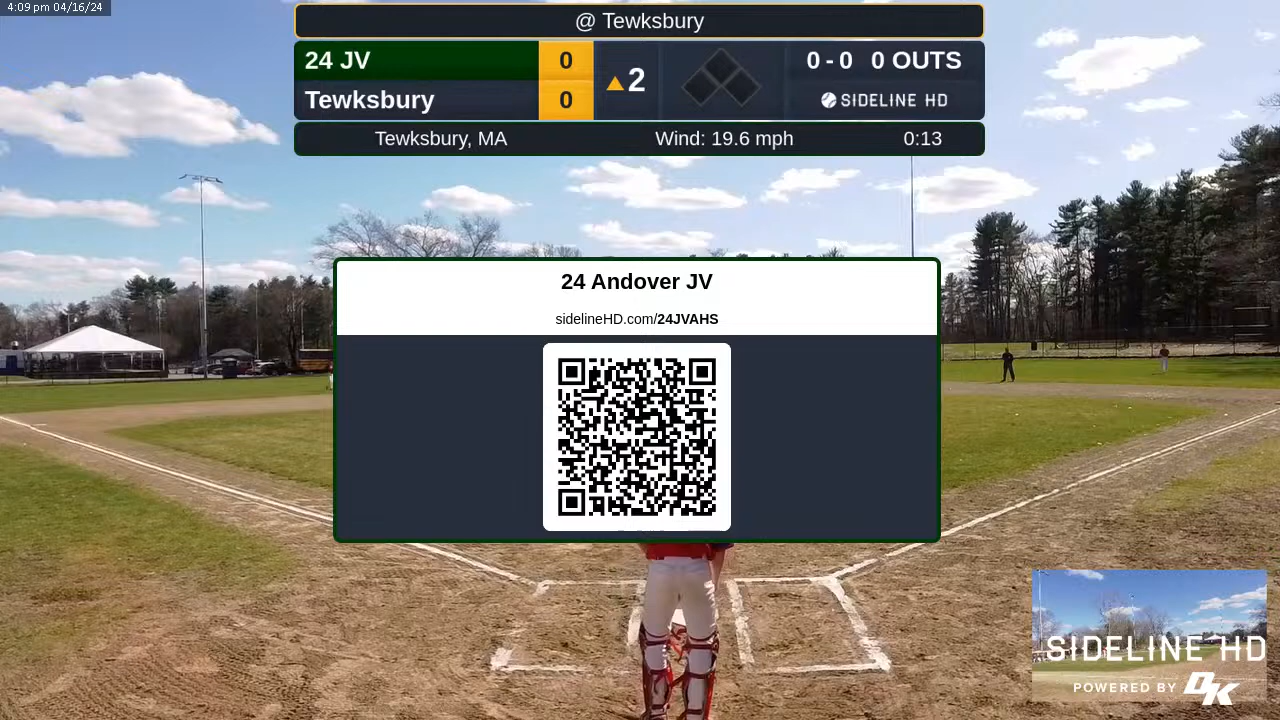 4:09 pm 04/16/24
@ Tewksbury
24 JV 0 ▲2 0 - 0 0 OUTS
Tewksbury 0 SIDELINE HD
Tewksbury, MA Wind: 19.6 mph 0:13
24 Andover JV
sidelineHD.com/24JVAHS
SIDELINE HD
POWERED BY DK